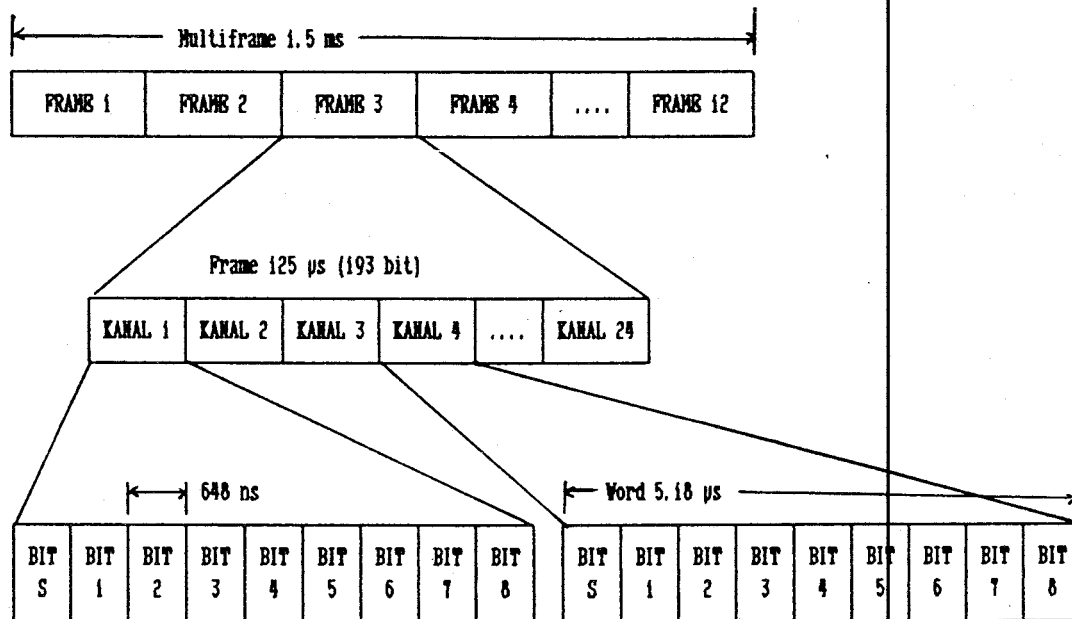 Multiframe 1.5 ms
FRAME 1 FRAME 2 FRAME 3 FRAME 4 .... FRAME 12
Frame 125 µs (193 bit)
KANAL 1 KANAL 2 KANAL 3 KANAL 4 .... KANAL 24
648 ns
Word 5.18 µs
BIT S BIT 1 BIT 2 BIT 3 BIT 4 BIT 5 BIT 6 BIT 7 BIT 8
BIT S BIT 1 BIT 2 BIT 3 BIT 4 BIT 5 BIT 6 BIT 7 BIT 8